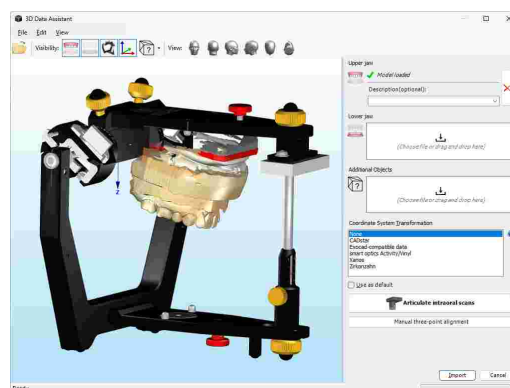 3D Data Assistant
File Edit View
Visibility: View:
Upper jaw
Model loaded
Description(optional):
Lower jaw
(Choose file or drag and drop here)
Additional Objects
(Choose file or drag and drop here)
Coordinate System Transformation
None
CADstar
Exocad-compatible data
smart optics Activity/Vinyl
Xanos
Zirkonzahn
Use as default
Articulate intraoral scans
Manual three-point alignment
Import Cancel
Z